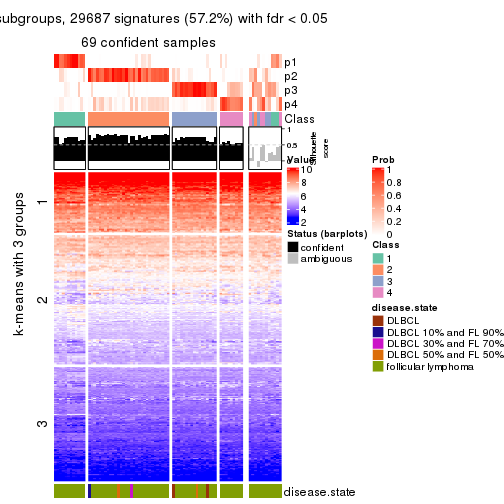 subgroups, 29687 signatures (57.2%) with fdr < 0.05
69 confident samples
p1
p2
p3
p4
Class
1
0.5
0
Silhouette
score
k-means with 3 groups
1
2
3
Value
10
8
6
4
2
Status (barplots)
confident
ambiguous
Prob
1
0.8
0.6
0.4
0.2
0
Class
1
2
3
4
disease.state
DLBCL
DLBCL 10% and FL 90%
DLBCL 30% and FL 70%
DLBCL 50% and FL 50%
follicular lymphoma
disease.state